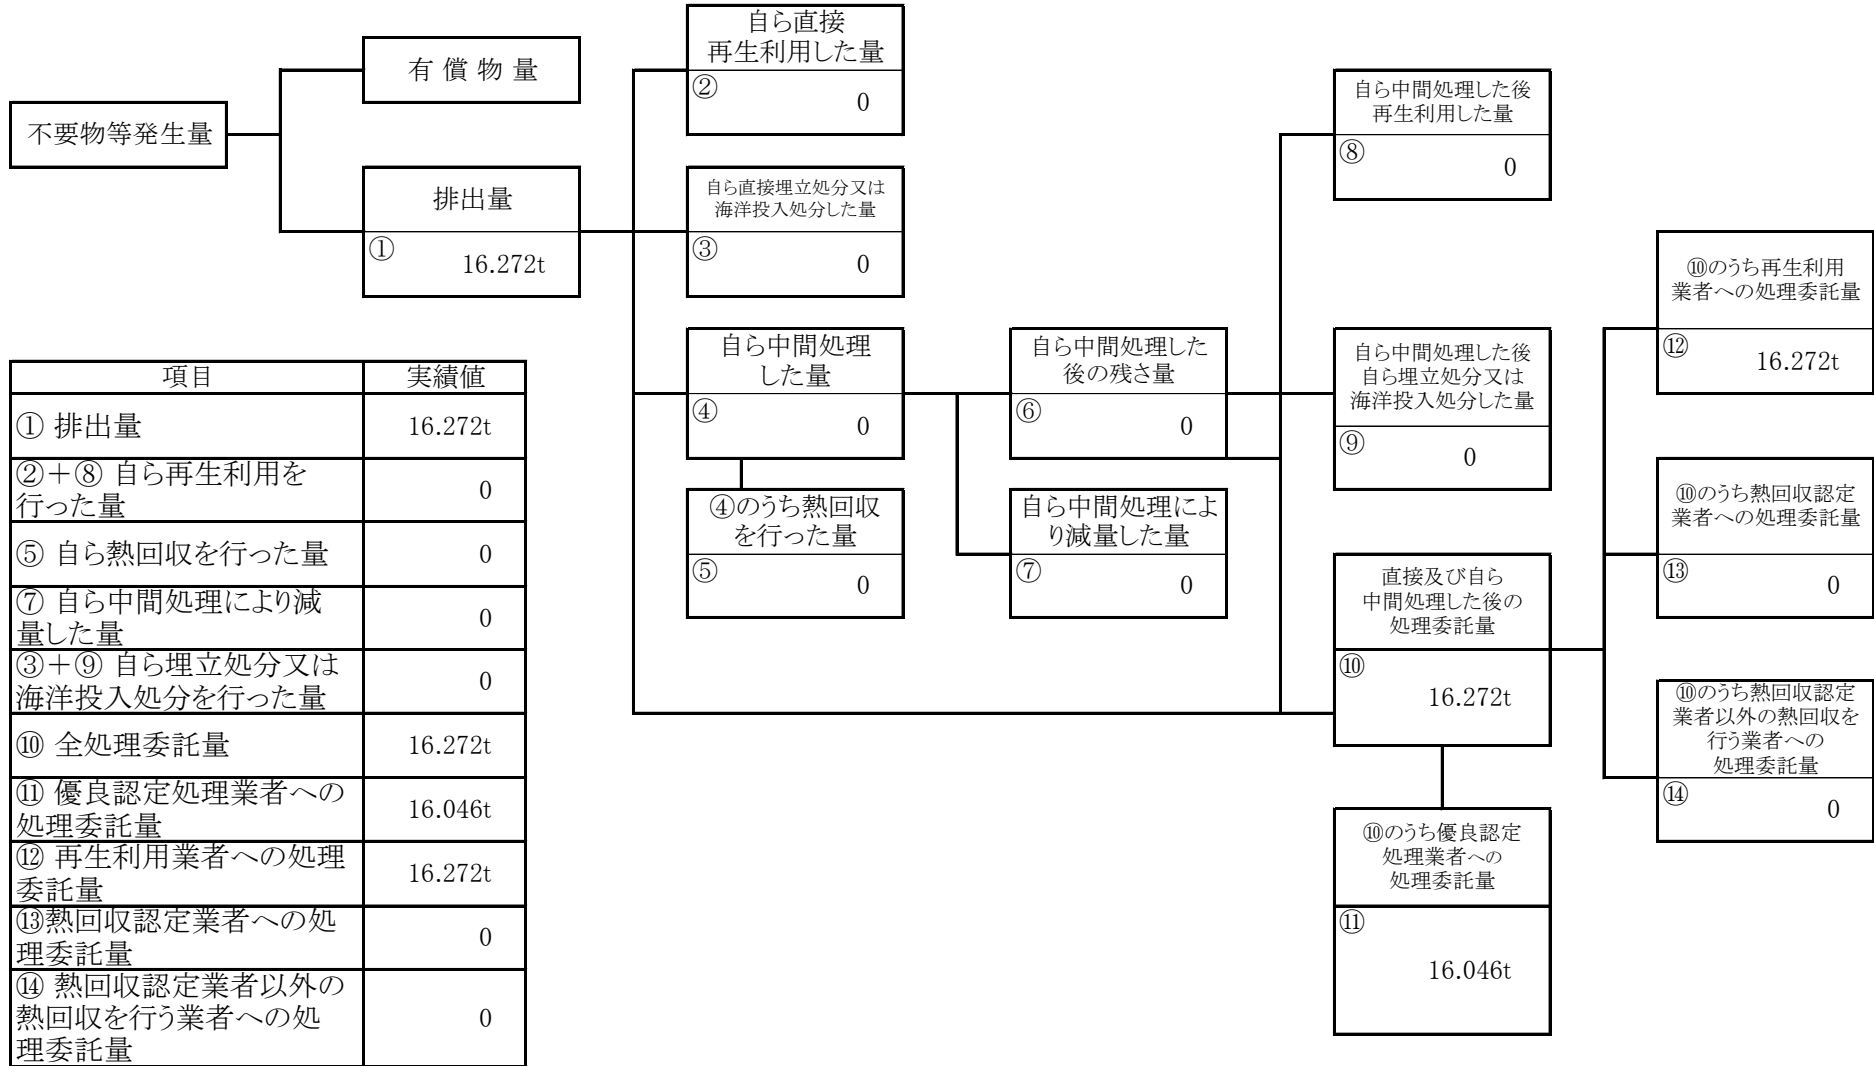 不要物等発生量
有償物量
排出量
①
16.272t
自ら直接
再生利用した量
②
0
自ら直接埋立処分又は
海洋投入処分した量
③
0
自ら中間処理
した量
④
0
④のうち熱回収
を行った量
⑤
0
自ら中間処理した
後の残さ量
⑥
0
自ら中間処理によ
り減量した量
⑦
0
自ら中間処理した後
再生利用した量
⑧
0
自ら中間処理した後
自ら埋立処分又は
海洋投入処分した量
⑨
0
直接及び自ら
中間処理した後の
処理委託量
⑩
16.272t
⑩のうち優良認定
処理業者への
処理委託量
⑪
16.046t
⑩のうち再生利用
業者への処理委託量
⑫
16.272t
⑩のうち熱回収認定
業者への処理委託量
⑬
0
⑩のうち熱回収認定
業者以外の熱回収を
行う業者への
処理委託量
⑭
0
項目 実績値
① 排出量 16.272t
②+⑧ 自ら再生利用を
行った量 0
⑤ 自ら熱回収を行った量 0
⑦ 自ら中間処理により減
量した量 0
③+⑨ 自ら埋立処分又は
海洋投入処分を行った量 0
⑩ 全処理委託量 16.272t
⑪ 優良認定処理業者への
処理委託量 16.046t
⑫ 再生利用業者への処理
委託量 16.272t
⑬熱回収認定業者への処
理委託量 0
⑭ 熱回収認定業者以外の
熱回収を行う業者への処
理委託量 0